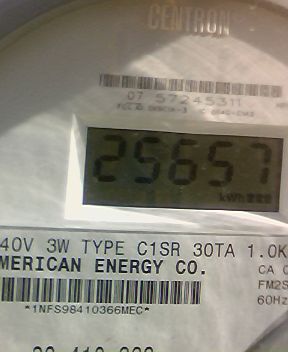 CENTRON
07 57245311
25657
kWh
40V 3W TYPE C1SR 30TA 1.0K
MERICAN ENERGY CO.
CA
FM2S
60Hz
*1NFS98410366MEC*